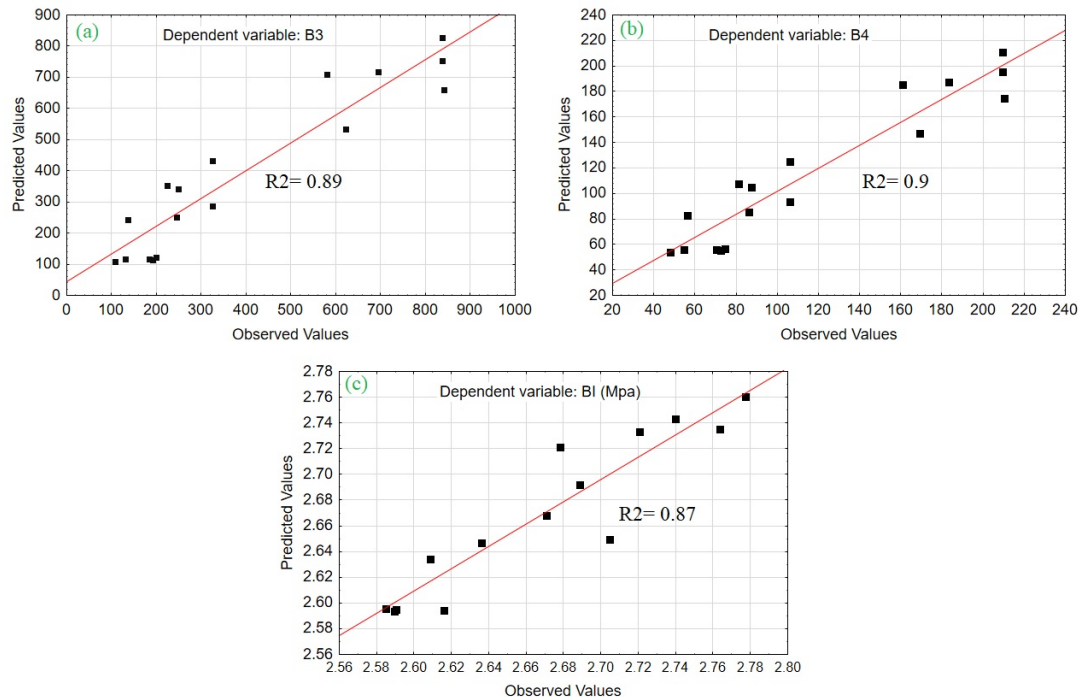 (a)
Dependent variable: B3
900
800
700
600
500
400
300
200
100
0
Predicted Values
R2= 0.89
0 100 200 300 400 500 600 700 800 900 1000
Observed Values
(b)
Dependent variable: B4
240
220
200
180
160
140
120
100
80
60
40
20
Predicted Values
R2= 0.9
20 40 60 80 100 120 140 160 180 200 220 240
Observed Values
(c)
Dependent variable: BI (Mpa)
2.78
2.76
2.74
2.72
2.70
2.68
2.66
2.64
2.62
2.60
2.58
2.56
Predicted Values
R2= 0.87
2.56 2.58 2.60 2.62 2.64 2.66 2.68 2.70 2.72 2.74 2.76 2.78 2.80
Observed Values